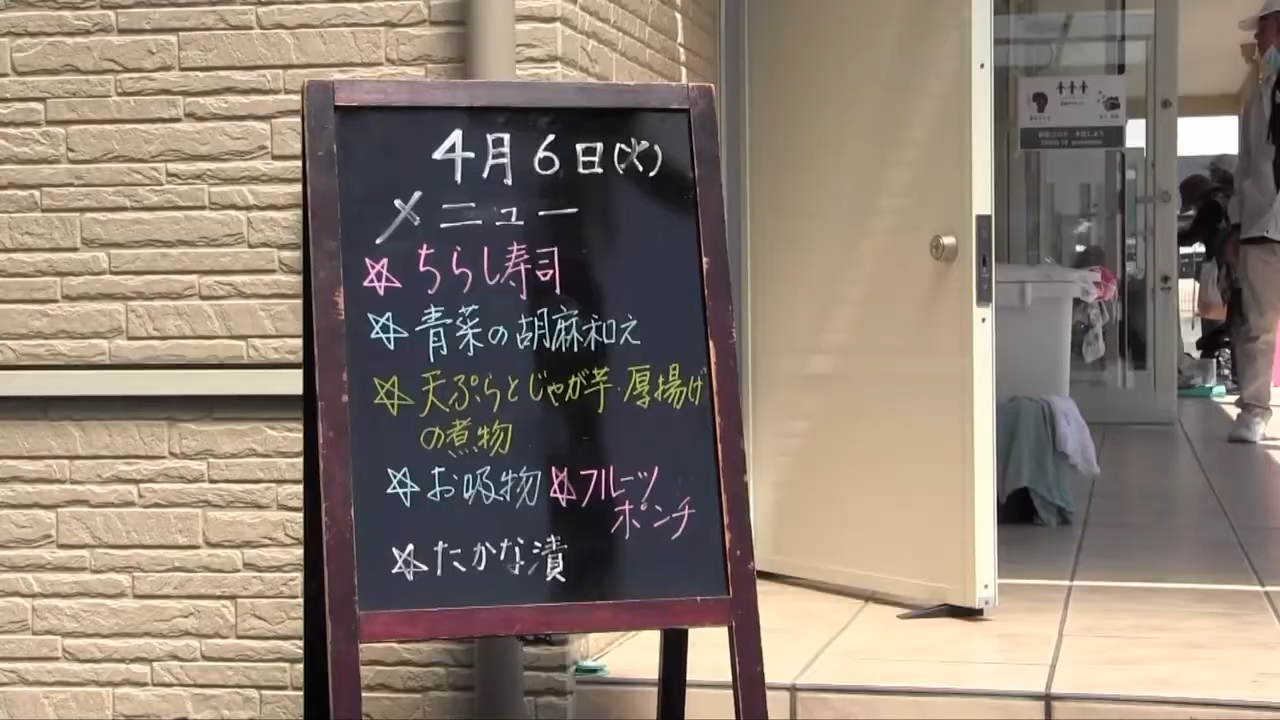 4月6日(火)
メニュー
☆ちらし寿司
☆青菜の胡麻和え
☆天ぷらとじゃが芋・厚揚げ
の煮物
☆お吸物 ☆フルーツ
ポンチ
☆たかな漬